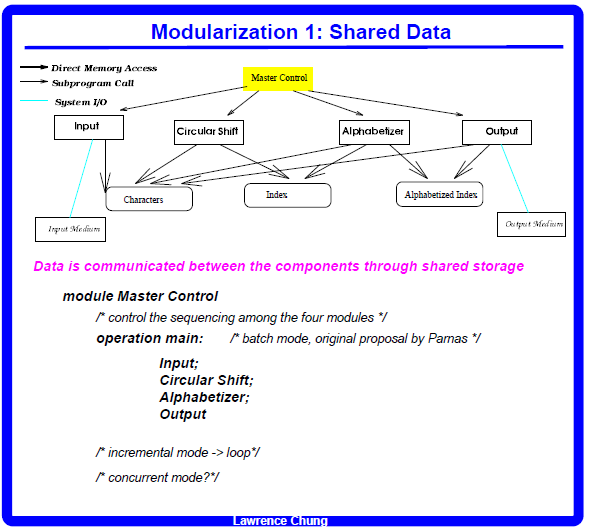 Modularization 1: Shared Data
Direct Memory Access
Subprogram Call
System I/O
Master Control
Input
Circular Shift
Alphabetizer
Output
Characters
Index
Alphabetized Index
Input Medium
Output Medium
Data is communicated between the components through shared storage
module Master Control
/* control the sequencing among the four modules */
operation main: /* batch mode, original proposal by Parnas */
Input;
Circular Shift;
Alphabetizer;
Output
/* incremental mode -> loop*/
/* concurrent mode?*/
Lawrence Chung